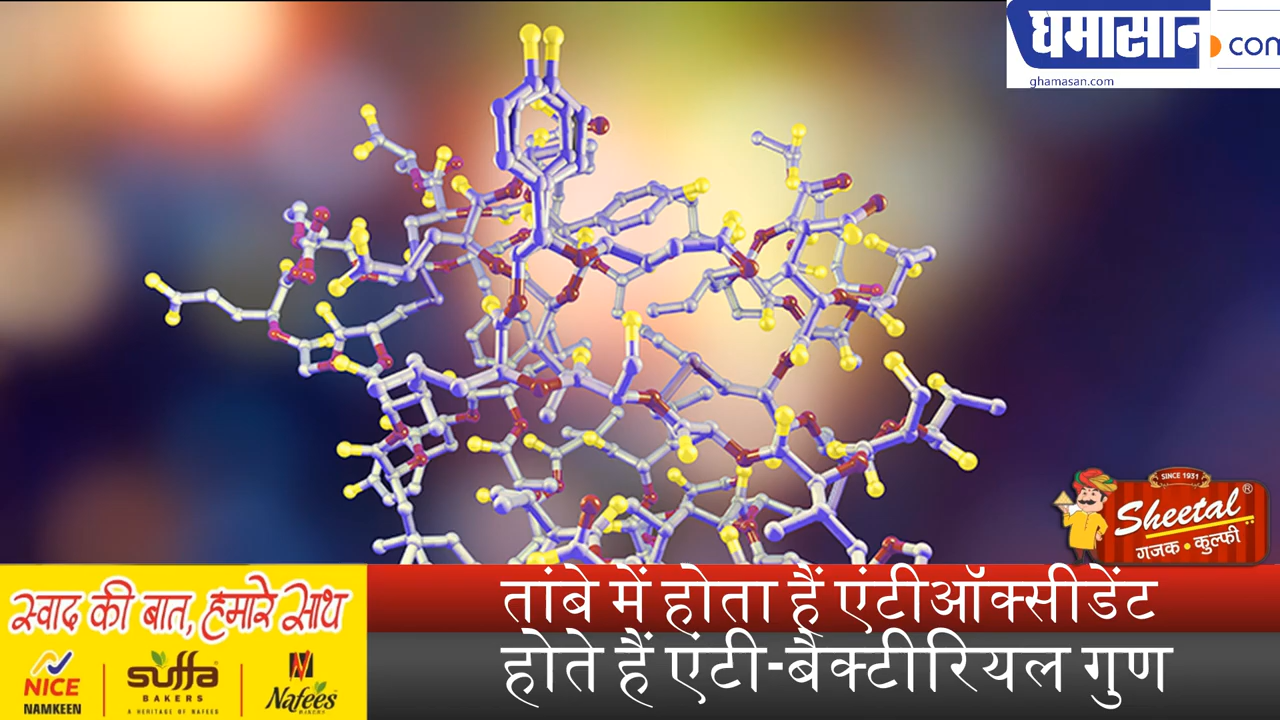 घमासान.com
ghamasan.com
SINCE 1931
Sheetal®
गजक • कुल्फी
तांबे में होता हैं एंटीऑक्सीडेंट
होते हैं एंटी-बैक्टीरियल गुण
स्वाद की बात, हमारे साथ
NICE
NAMKEEN
suffa
BAKERS
A HERITAGE OF NAFEES
Nafees
BAKERS